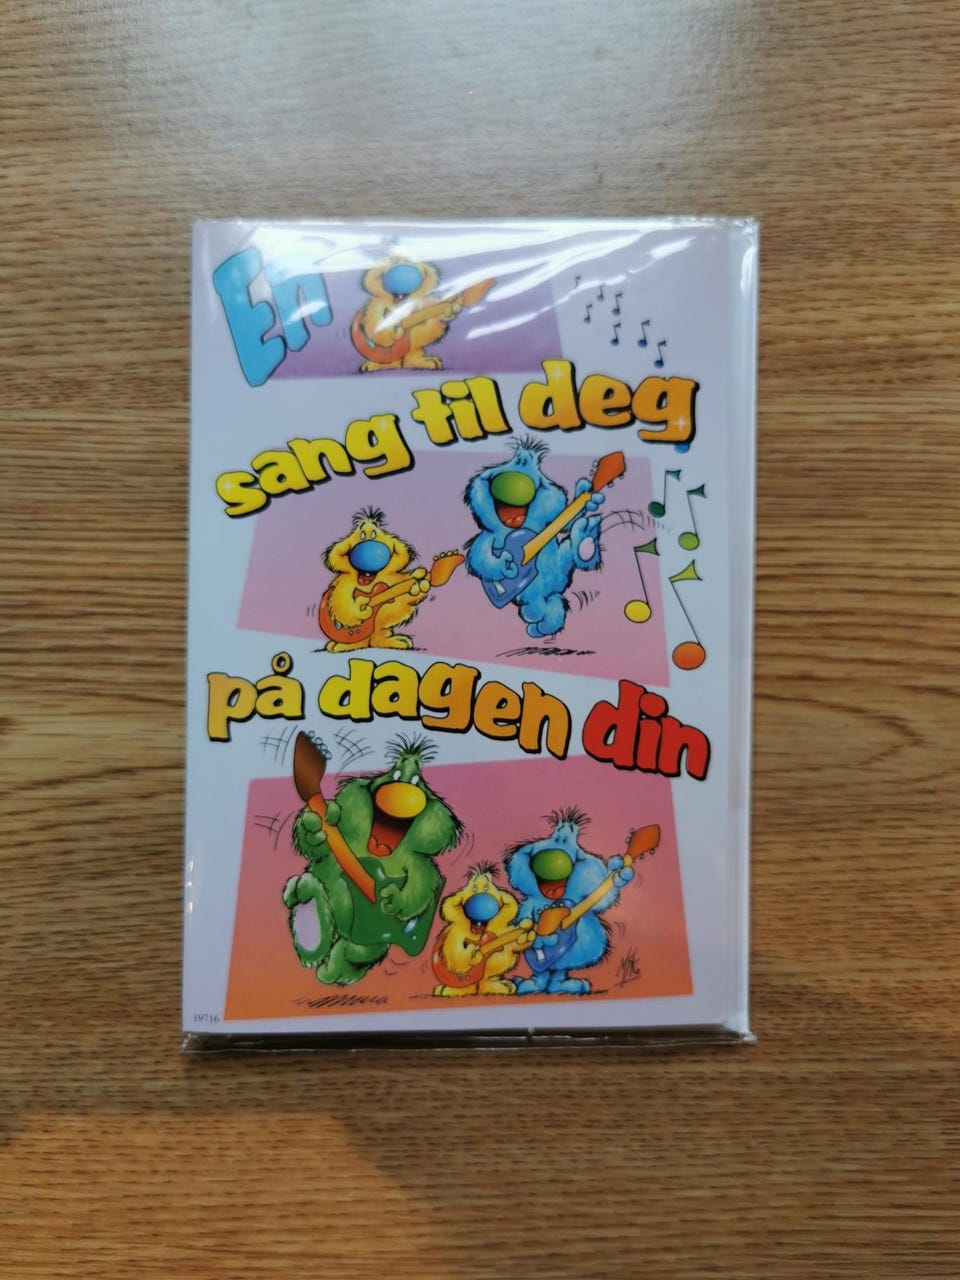 En
sang til deg
på dagen din
19716